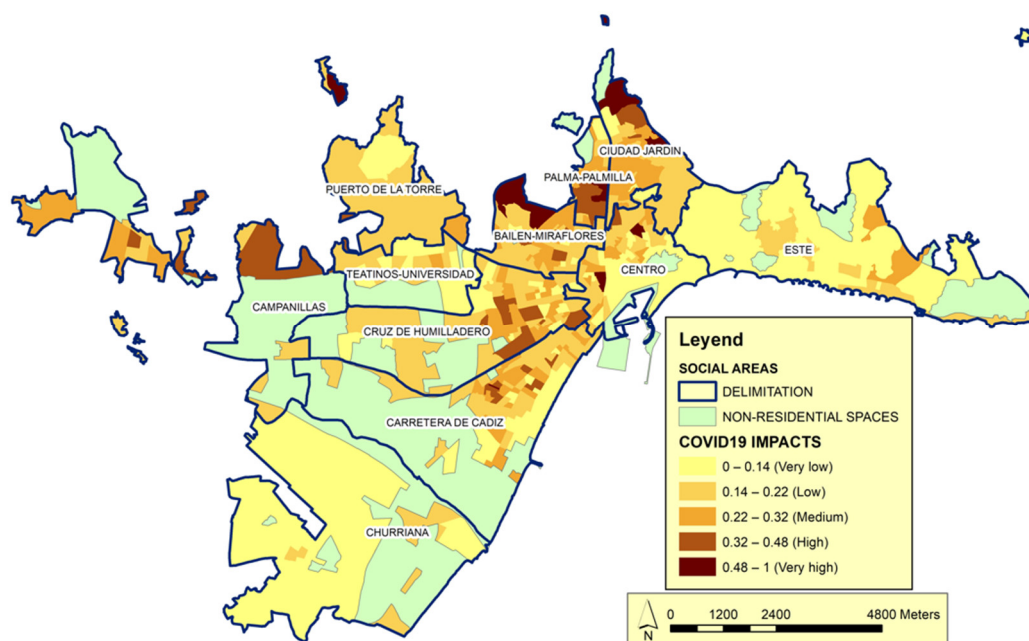 CIUDAD JARDIN
PALMA-PALMILLA
PUERTO DE LA TORRE
BAILEN-MIRAFLORES
ESTE
TEATINOS-UNIVERSIDAD
CENTRO
CAMPANILLAS
CRUZ DE HUMILLADERO
CARRETERA DE CADIZ
CHURRIANA
Leyend
SOCIAL AREAS
DELIMITATION
NON-RESIDENTIAL SPACES
COVID19 IMPACTS
0 – 0.14 (Very low)
0.14 – 0.22 (Low)
0.22 – 0.32 (Medium)
0.32 – 0.48 (High)
0.48 – 1 (Very high)
N
0 1200 2400 4800 Meters